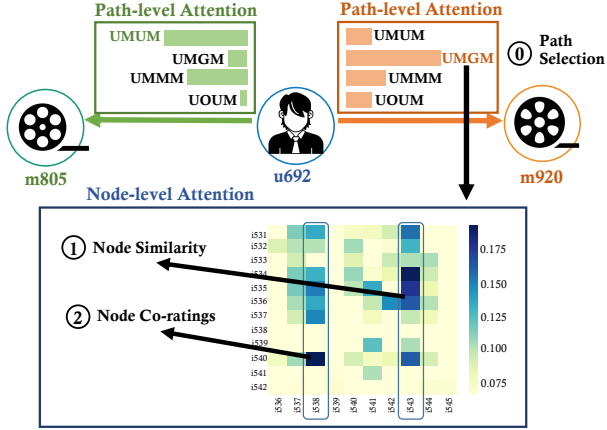 Path-level Attention
Path-level Attention
UMUM
UMGM
UMMM
UOUM
UMUM
UMGM
UMMM
UOUM
0 Path
Selection
m805
u692
m920
Node-level Attention
1 Node Similarity
2 Node Co-ratings
i531
i532
i533
i534
i535
i536
i537
i538
i539
i540
i541
i542
i536
i537
i538
i539
i540
i541
i542
i543
i544
i545
0.175
0.150
0.125
0.100
0.075